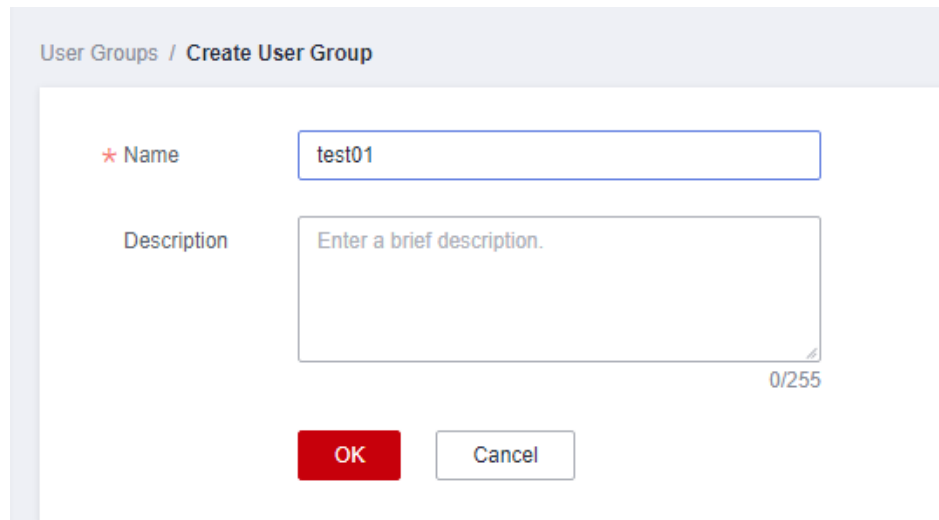 User Groups / Create User Group
* Name test01
Description Enter a brief description.
0/255
OK Cancel